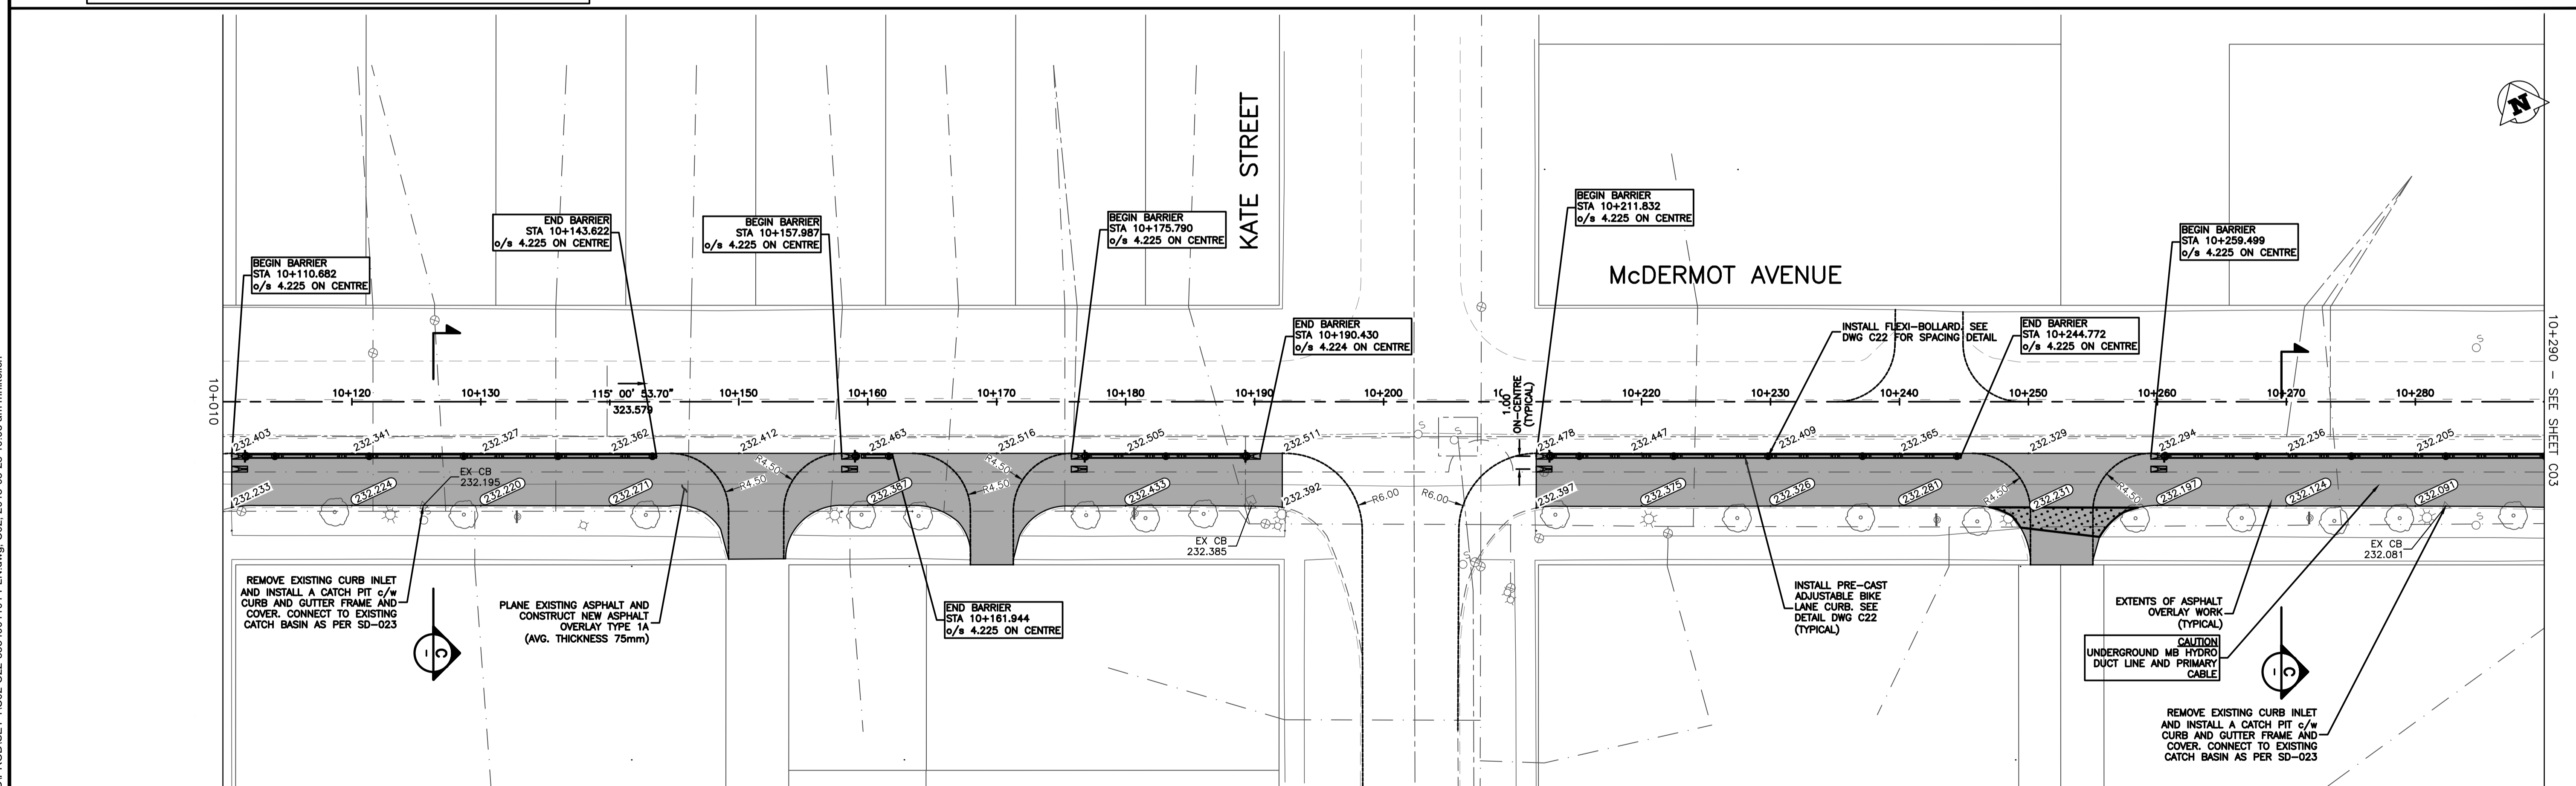 KATE STREET
McDERMOT AVENUE
N
BEGIN BARRIER
STA 10+110.682
o/s 4.225 ON CENTRE
END BARRIER
STA 10+143.622
o/s 4.225 ON CENTRE
BEGIN BARRIER
STA 10+157.987
o/s 4.225 ON CENTRE
BEGIN BARRIER
STA 10+175.790
o/s 4.225 ON CENTRE
END BARRIER
STA 10+190.430
o/s 4.224 ON CENTRE
BEGIN BARRIER
STA 10+211.832
o/s 4.225 ON CENTRE
INSTALL FLEXI-BOLLARD. SEE
DWG C22 FOR SPACING DETAIL
END BARRIER
STA 10+244.772
o/s 4.225 ON CENTRE
BEGIN BARRIER
STA 10+259.499
o/s 4.225 ON CENTRE
10+010
10+120
10+130
115° 00' 53.70"
323.579
10+150
10+160
10+170
10+180
10+190
10+200
1.00
ON-CENTRE
(TYPICAL)
10+220
10+230
10+240
10+250
10+260
10+270
10+280
10+290 - SEE SHEET C03
232.403
232.341
232.327
232.362
232.412
232.463
232.516
232.505
232.511
232.478
232.447
232.409
232.365
232.329
232.294
232.236
232.205
EX CB
232.195
R4.50
R4.50
R4.50
R4.50
R6.00
R6.00
R4.50
R4.50
232.233
232.224
232.220
232.271
232.387
232.433
232.392
232.397
232.375
232.326
232.281
232.231
232.197
232.124
232.091
S
S
S
S
S
S
EX CB
232.385
EX CB
232.081
REMOVE EXISTING CURB INLET
AND INSTALL A CATCH PIT c/w
CURB AND GUTTER FRAME AND
COVER. CONNECT TO EXISTING
CATCH BASIN AS PER SD-023
C
-
PLANE EXISTING ASPHALT AND
CONSTRUCT NEW ASPHALT
OVERLAY TYPE 1A
(AVG. THICKNESS 75mm)
END BARRIER
STA 10+161.944
o/s 4.225 ON CENTRE
INSTALL PRE-CAST
ADJUSTABLE BIKE
LANE CURB. SEE
DETAIL DWG C22
(TYPICAL)
EXTENTS OF ASPHALT
OVERLAY WORK
(TYPICAL)
CAUTION
UNDERGROUND MB HYDRO
DUCT LINE AND PRIMARY
CABLE
C
-
REMOVE EXISTING CURB INLET
AND INSTALL A CATCH PIT c/w
CURB AND GUTTER FRAME AND
COVER. CONNECT TO EXISTING
CATCH BASIN AS PER SD-023